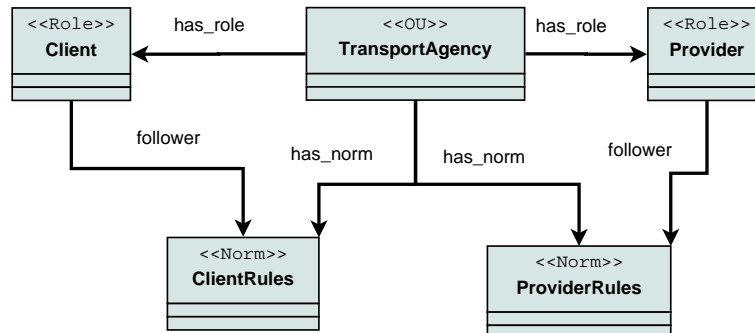 <<Role>>
Client
has_role
<<OU>>
TransportAgency
has_role
<<Role>>
Provider
follower
has_norm
has_norm
follower
<<Norm>>
ClientRules
<<Norm>>
ProviderRules